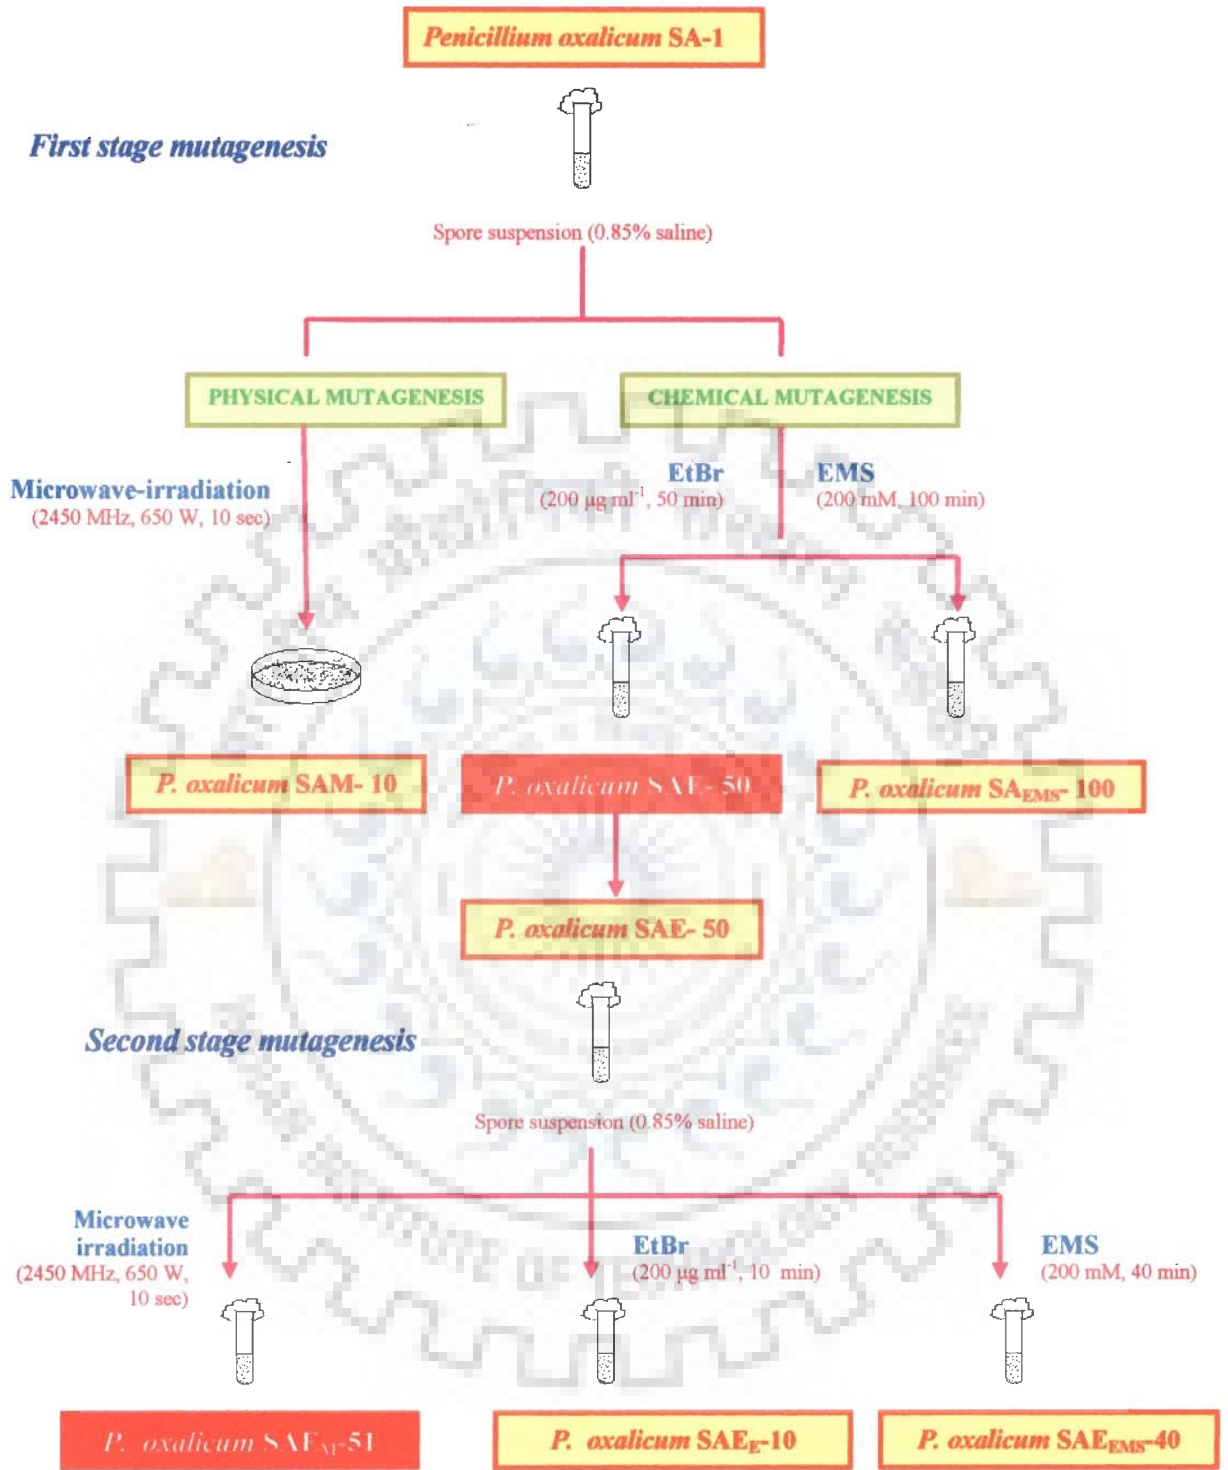 Penicillium oxalicum SA-1
First stage mutagenesis
Spore suspension (0.85% saline)
PHYSICAL MUTAGENESIS
CHEMICAL MUTAGENESIS
Microwave-irradiation
(2450 MHz, 650 W, 10 sec)
EtBr
(200 µg ml⁻¹, 50 min)
EMS
(200 mM, 100 min)
P. oxalicum SAM- 10
P. oxalicum SAE- 50
P. oxalicum SA_EMS- 100
P. oxalicum SAE- 50
Second stage mutagenesis
Spore suspension (0.85% saline)
Microwave
irradiation
(2450 MHz, 650 W,
10 sec)
EtBr
(200 µg ml⁻¹, 10 min)
EMS
(200 mM, 40 min)
P. oxalicum SAE_M-51
P. oxalicum SAE_E-10
P. oxalicum SAE_EMS-40